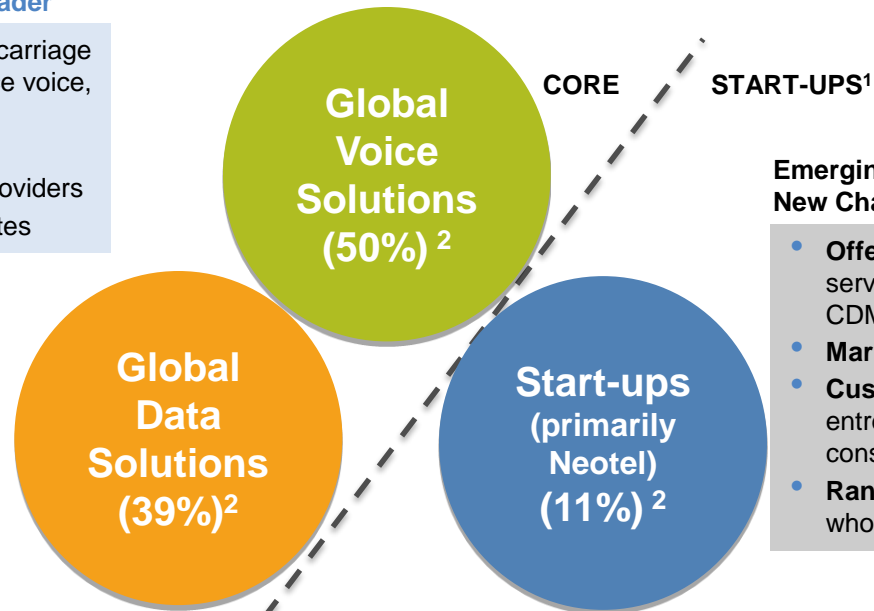 ader
carriage
e voice,
oviders
tes
CORE
START-UPS¹
Global
Voice
Solutions
(50%) ²
Global
Data
Solutions
(39%)²
Start-ups
(primarily
Neotel)
(11%) ²
Emergin
New Cha
• Offe
serv
CDM
• Mar
• Cus
entre
cons
• Ran
who